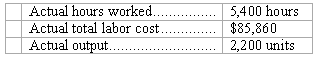 Actual hours worked................ 5,400 hours
Actual total labor cost.............. $85,860
Actual output........................... 2,200 units